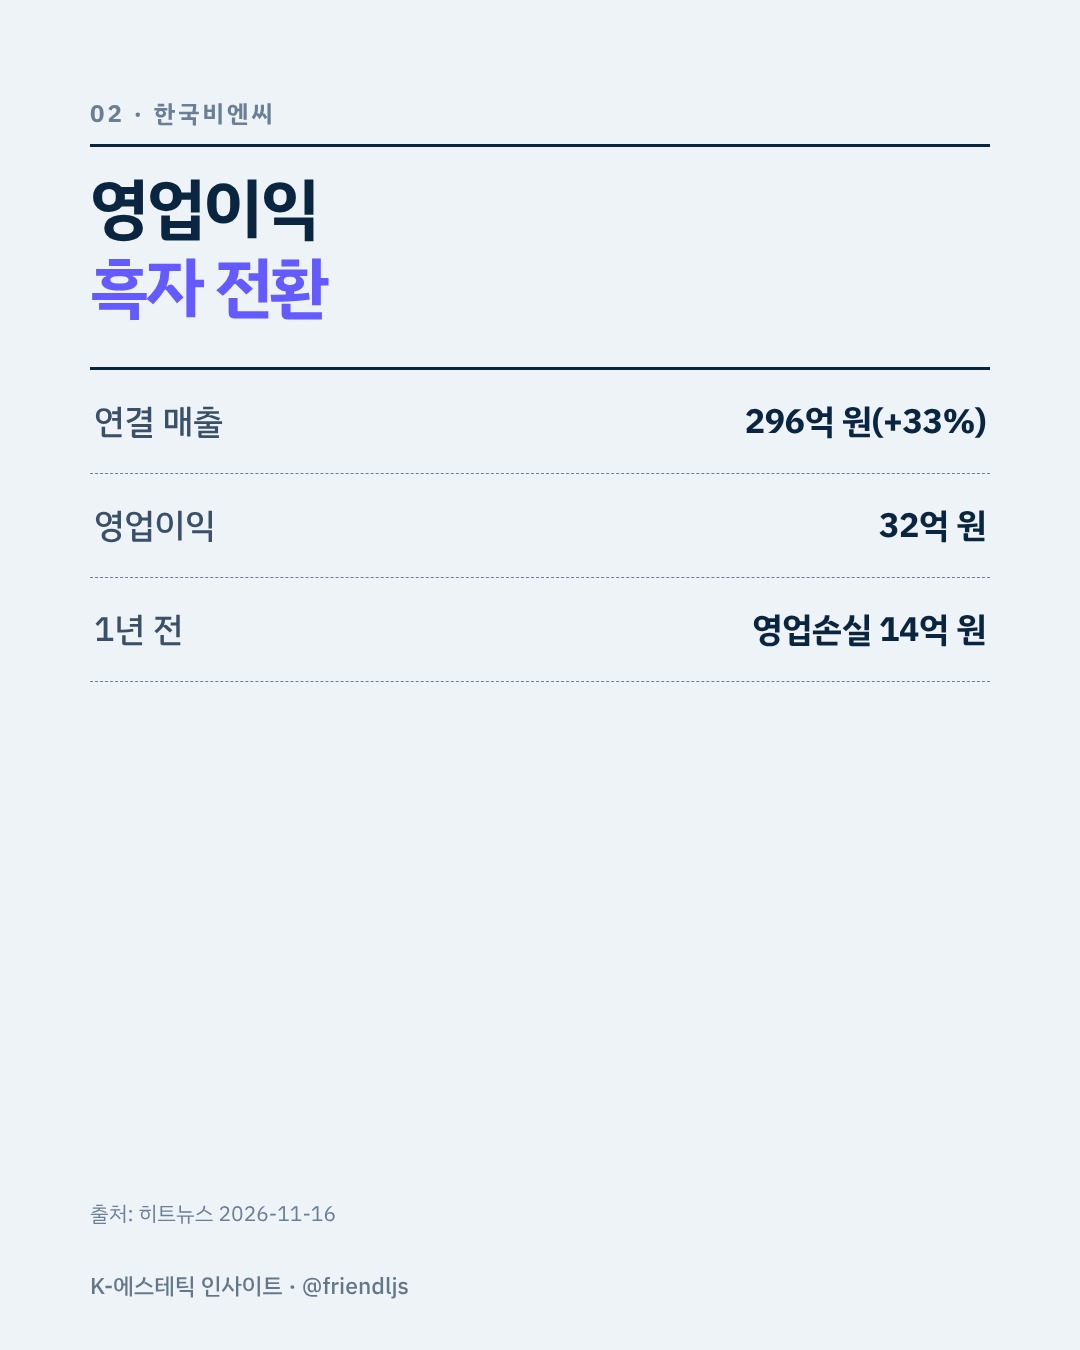 02 · 한국비엔씨
영업이익
흑자 전환
연결 매출 296억 원(+33%)
영업이익 32억 원
1년 전 영업손실 14억 원
출처: 히트뉴스 2026-11-16
K-에스테틱 인사이트 · @friendljs